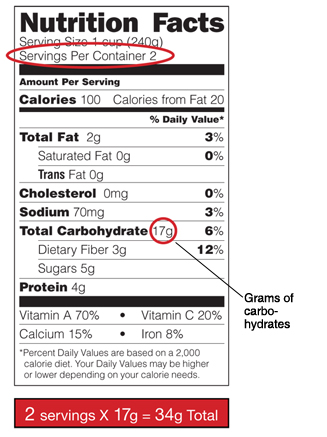 Nutrition Facts
Serving Size 1 cup (240g)
Servings Per Container 2
Amount Per Serving
Calories 100 Calories from Fat 20
% Daily Value*
Total Fat 2g 3%
Saturated Fat 0g 0%
Trans Fat 0g
Cholesterol 0mg 0%
Sodium 70mg 3%
Total Carbohydrate 17g 6%
Dietary Fiber 3g 12%
Sugars 5g
Protein 4g
Vitamin A 70% • Vitamin C 20%
Calcium 15% • Iron 8%
*Percent Daily Values are based on a 2,000
calorie diet. Your Daily Values may be higher
or lower depending on your calorie needs.
Grams of
carbo-
hydrates
2 servings X 17g = 34g Total